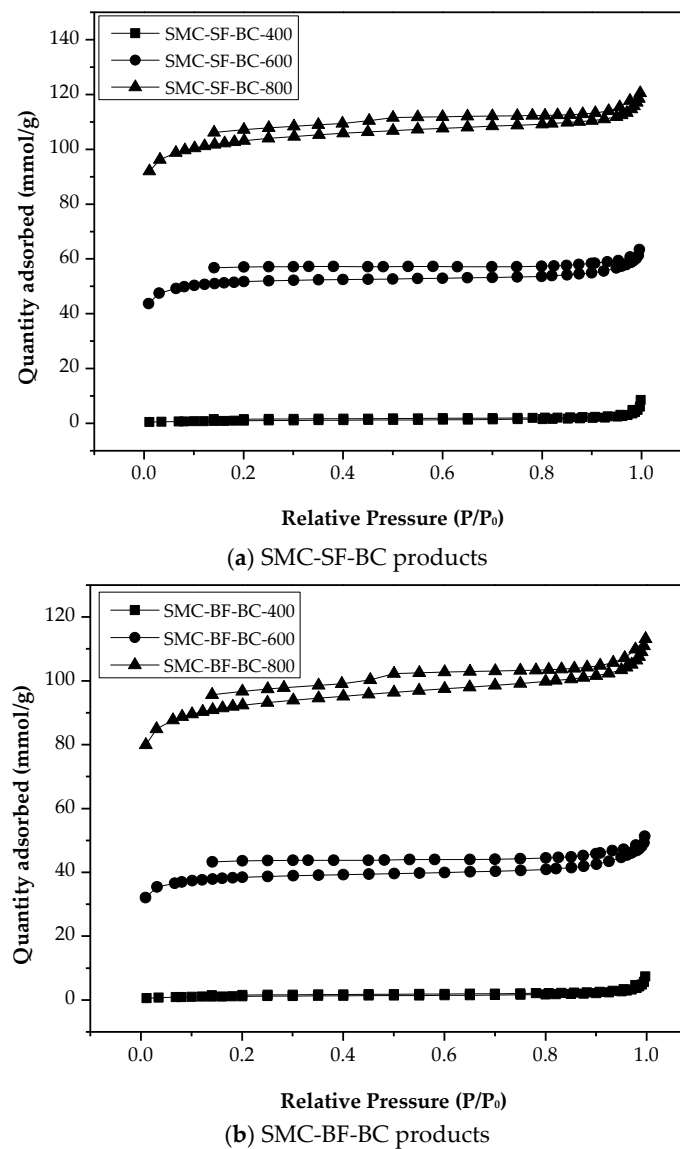 SMC-SF-BC-400
SMC-SF-BC-600
SMC-SF-BC-800
140
120
100
80
60
40
20
0
Quantity adsorbed (mmol/g)
0.0 0.2 0.4 0.6 0.8 1.0
Relative Pressure (P/P₀)
(a) SMC-SF-BC products
SMC-BF-BC-400
SMC-BF-BC-600
SMC-BF-BC-800
120
100
80
60
40
20
0
Quantity adsorbed (mmol/g)
0.0 0.2 0.4 0.6 0.8 1.0
Relative Pressure (P/P₀)
(b) SMC-BF-BC products